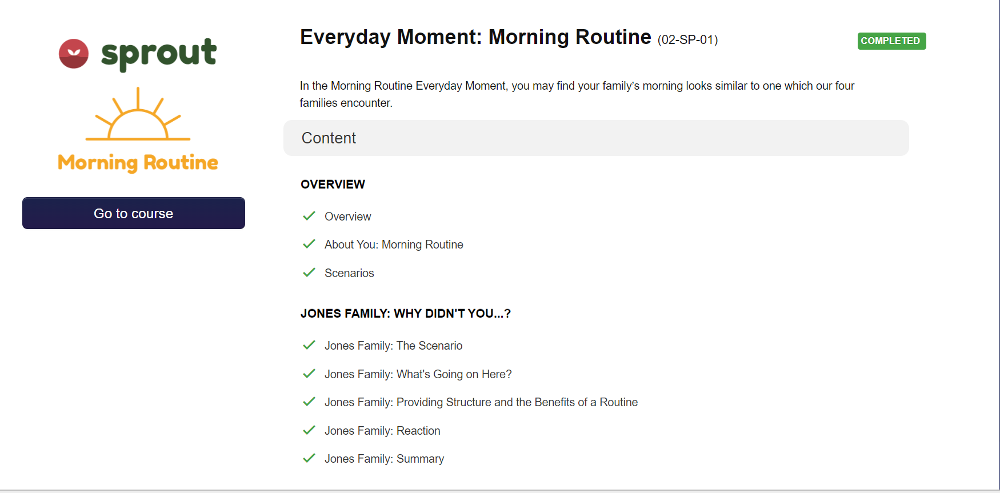 sprout
Morning Routine
Go to course
Everyday Moment: Morning Routine (02-SP-01)
COMPLETED
In the Morning Routine Everyday Moment, you may find your family’s morning looks similar to one which our four
families encounter.
Content
OVERVIEW
Overview
About You: Morning Routine
Scenarios
JONES FAMILY: WHY DIDN'T YOU...?
Jones Family: The Scenario
Jones Family: What's Going on Here?
Jones Family: Providing Structure and the Benefits of a Routine
Jones Family: Reaction
Jones Family: Summary